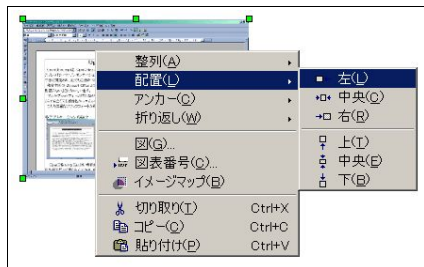 整列(A)
配置(L)
アンカー(C)
折り返し(W)
図(G)...
図表番号(C)...
イメージマップ(B)
切り取り(T) Ctrl+X
コピー(C) Ctrl+C
貼り付け(P) Ctrl+V
左(L)
中央(C)
右(R)
上(T)
中央(E)
下(B)